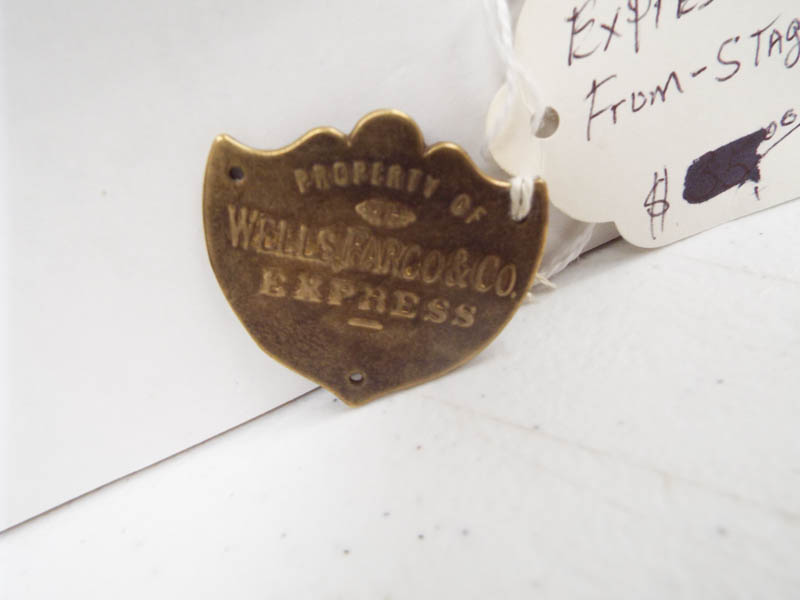 PROPERTY OF
WELLS, FARGO & CO.
EXPRESS
FROM-STAG
$